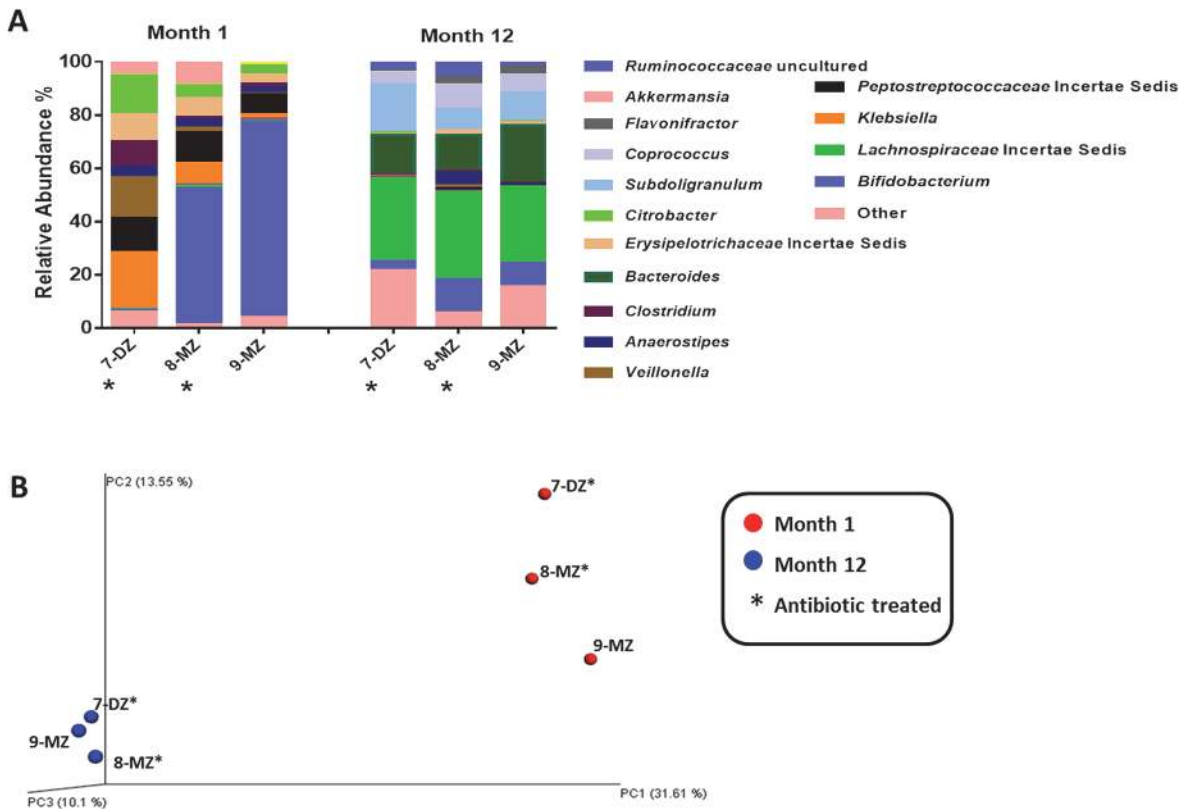 A
Month 1
Month 12
Relative Abundance %
100
80
60
40
20
0
7-DZ
8-MZ
9-MZ
7-DZ
8-MZ
9-MZ
* * * *
Ruminococcaceae uncultured
Akkermansia
Flavonifractor
Coprococcus
Subdoligranulum
Citrobacter
Erysipelotrichaceae Incertae Sedis
Bacteroides
Clostridium
Anaerostipes
Veillonella
Peptostreptococcaceae Incertae Sedis
Klebsiella
Lachnospiraceae Incertae Sedis
Bifidobacterium
Other
B
PC2 (13.55 %)
7-DZ*
8-MZ*
9-MZ
7-DZ*
9-MZ
8-MZ*
PC3 (10.1 %)
PC1 (31.61 %)
Month 1
Month 12
* Antibiotic treated